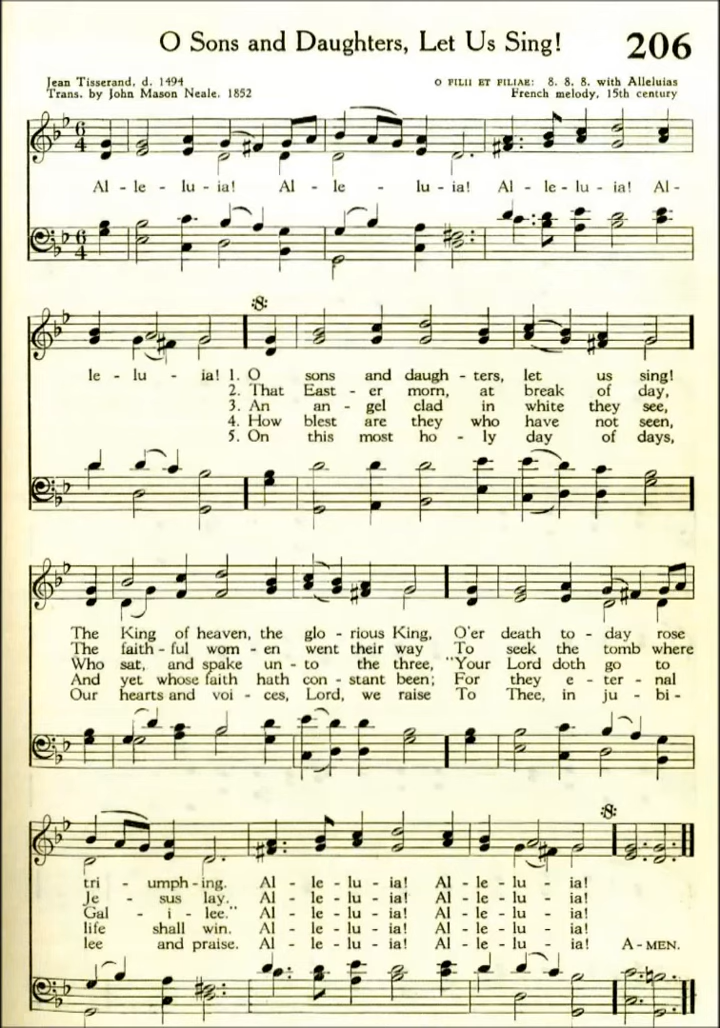 O Sons and Daughters, Let Us Sing! 206
Jean Tisserand, d. 1494
Trans. by John Mason Neale, 1852
O FILII ET FILIAE: 8. 8. 8. with Alleluias
French melody, 15th century
Al - le - lu - ia! Al - le - lu - ia! Al - le - lu - ia! Al -
le - lu - ia! 1. O sons and daugh - ters, let us sing!
2. That East - er morn, at break of day,
3. An an - gel clad in white they see,
4. How blest are they who have not seen,
5. On this most ho - ly day of days,
The King of heaven, the glo - rious King, O'er death to - day rose
The faith - ful wom - en went their way To seek the tomb where
Who sat, and spake un - to the three, "Your Lord doth go to
And yet whose faith hath con - stant been; For they e - ter - nal
Our hearts and voi - ces, Lord, we raise To Thee, in ju - bi -
tri - umph - ing. Al - le - lu - ia! Al - le - lu - ia!
Je - sus lay. Al - le - lu - ia! Al - le - lu - ia!
Gal - i - lee." Al - le - lu - ia! Al - le - lu - ia!
life shall win. Al - le - lu - ia! Al - le - lu - ia!
lee and praise. Al - le - lu - ia! Al - le - lu - ia! A - MEN.